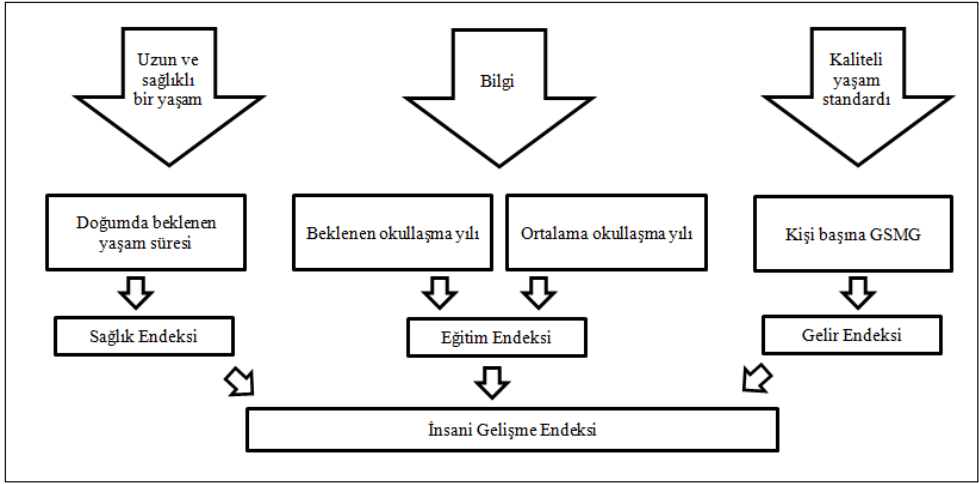 Uzun ve
sağlıklı
bir yaşam
Bilgi
Kaliteli
yaşam
standardı
Doğumda beklenen
yaşam süresi
Beklenen okullaşma yılı
Ortalama okullaşma yılı
Kişi başına GSMG
Sağlık Endeksi
Eğitim Endeksi
Gelir Endeksi
İnsani Gelişme Endeksi